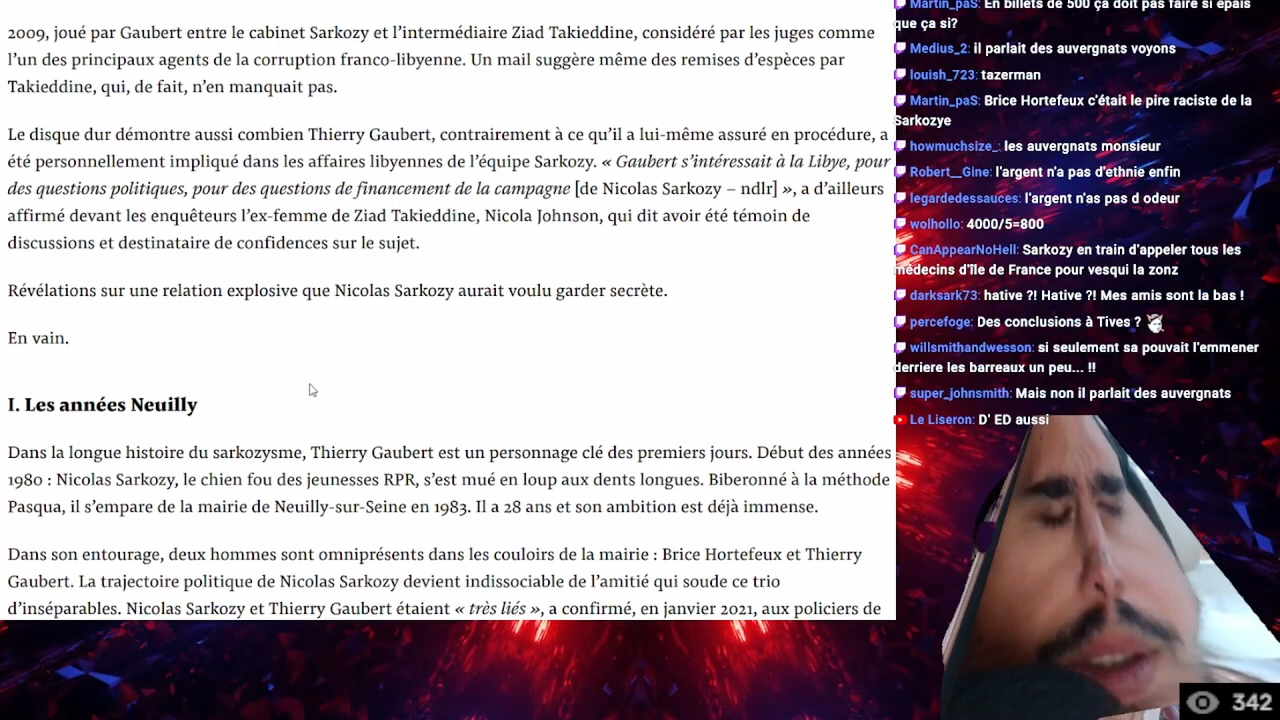 2009, joué par Gaubert entre le cabinet Sarkozy et l’intermédiaire Ziad Takieddine, considéré par les juges comme
l’un des principaux agents de la corruption franco-libyenne. Un mail suggère même des remises d’espèces par
Takieddine, qui, de fait, n’en manquait pas.
Le disque dur démontre aussi combien Thierry Gaubert, contrairement à ce qu’il a lui-même assuré en procédure, a
été personnellement impliqué dans les affaires libyennes de l’équipe Sarkozy. « Gaubert s’intéressait à la Libye, pour
des questions politiques, pour des questions de financement de la campagne [de Nicolas Sarkozy – ndlr] », a d’ailleurs
affirmé devant les enquêteurs l’ex-femme de Ziad Takieddine, Nicola Johnson, qui dit avoir été témoin de
discussions et destinataire de confidences sur le sujet.
Révélations sur une relation explosive que Nicolas Sarkozy aurait voulu garder secrète.
En vain.
I. Les années Neuilly
Dans la longue histoire du sarkozysme, Thierry Gaubert est un personnage clé des premiers jours. Début des années
1980 : Nicolas Sarkozy, le chien fou des jeunesses RPR, s’est mué en loup aux dents longues. Biberonné à la méthode
Pasqua, il s’empare de la mairie de Neuilly-sur-Seine en 1983. Il a 28 ans et son ambition est déjà immense.
Dans son entourage, deux hommes sont omniprésents dans les couloirs de la mairie : Brice Hortefeux et Thierry
Gaubert. La trajectoire politique de Nicolas Sarkozy devient indissociable de l’amitié qui soude ce trio
d’inséparables. Nicolas Sarkozy et Thierry Gaubert étaient « très liés », a confirmé, en janvier 2021, aux policiers de
Martin_paS: En billets de 500 ça doit pas faire si épais
que ça si?
Medius_2: il parlait des auvergnats voyons
louish_723: tazerman
Martin_paS: Brice Hortefeux c'était le pire raciste de la
Sarkozye
howmuchsize_: les auvergnats monsieur
Robert__Gine: l'argent n'a pas d'ethnie enfin
legardedessauces: l'argent n'as pas d odeur
wolhollo: 4000/5=800
CanAppearNoHell: Sarkozy en train d'appeler tous les
médecins d'île de France pour vesqui la zonz
darksark73: hative ?! Hative ?! Mes amis sont la bas !
percefoge: Des conclusions à Tives ?
willsmithandwesson: si seulement sa pouvait l'emmener
derriere les barreaux un peu... !!
super_johnsmith: Mais non il parlait des auvergnats
Le Liseron: D' ED aussi
342